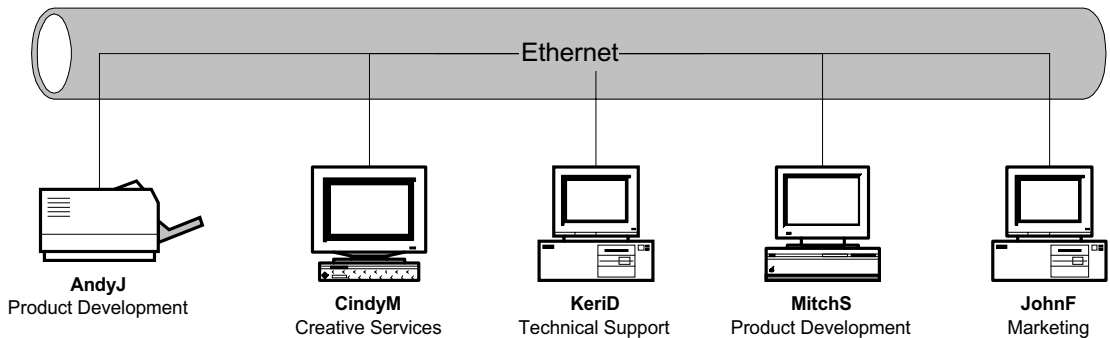 Ethernet
AndyJ
Product Development
CindyM
Creative Services
KeriD
Technical Support
MitchS
Product Development
JohnF
Marketing